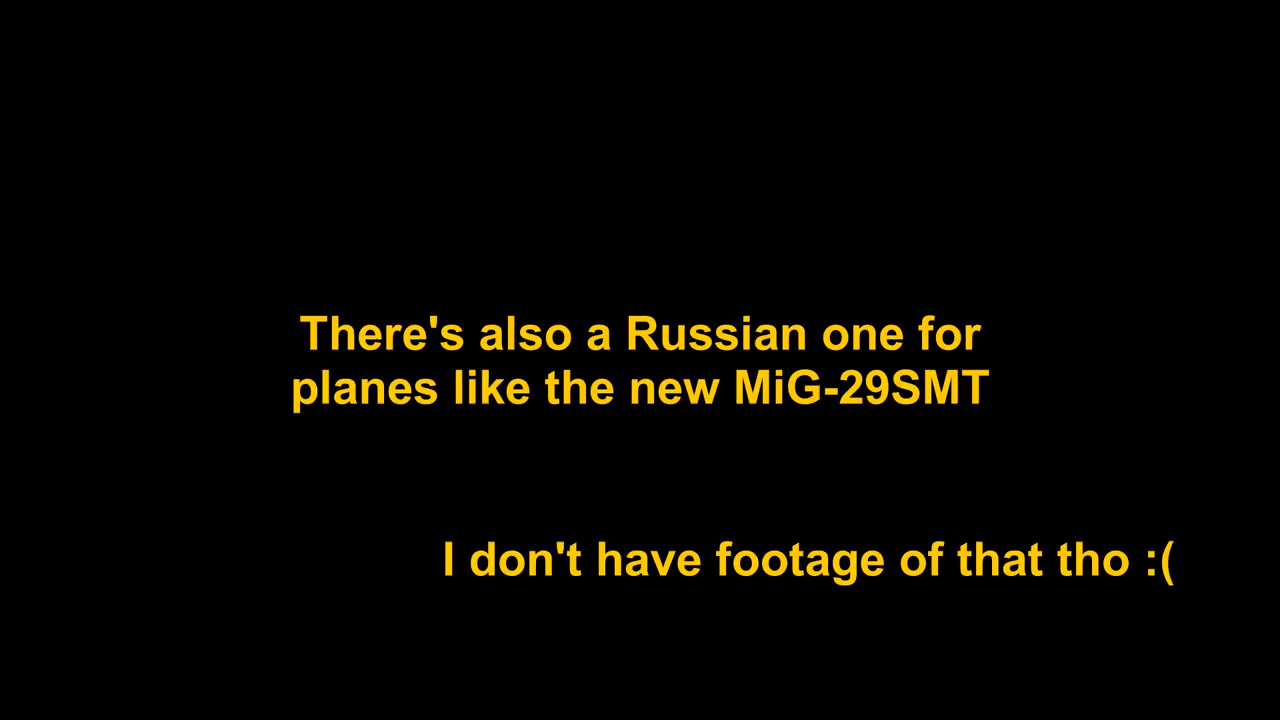 There's also a Russian one for
planes like the new MiG-29SMT
I don't have footage of that tho :(